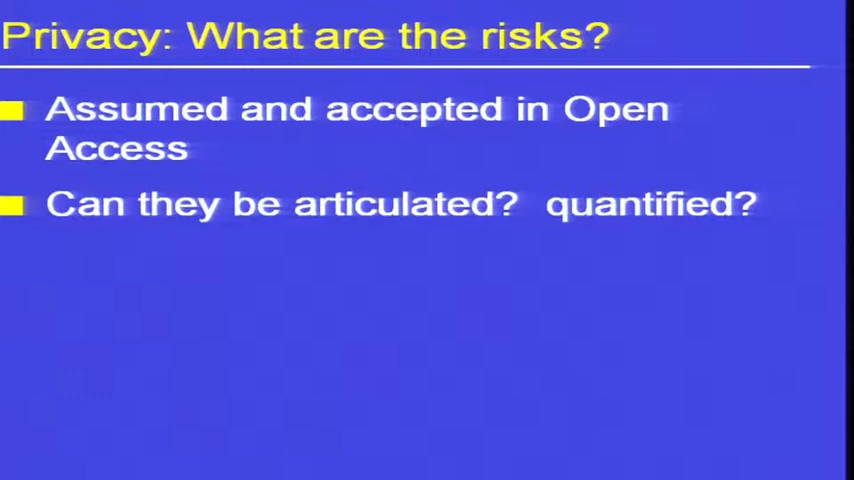 Privacy: What are the risks?
Assumed and accepted in Open
Access
Can they be articulated? quantified?